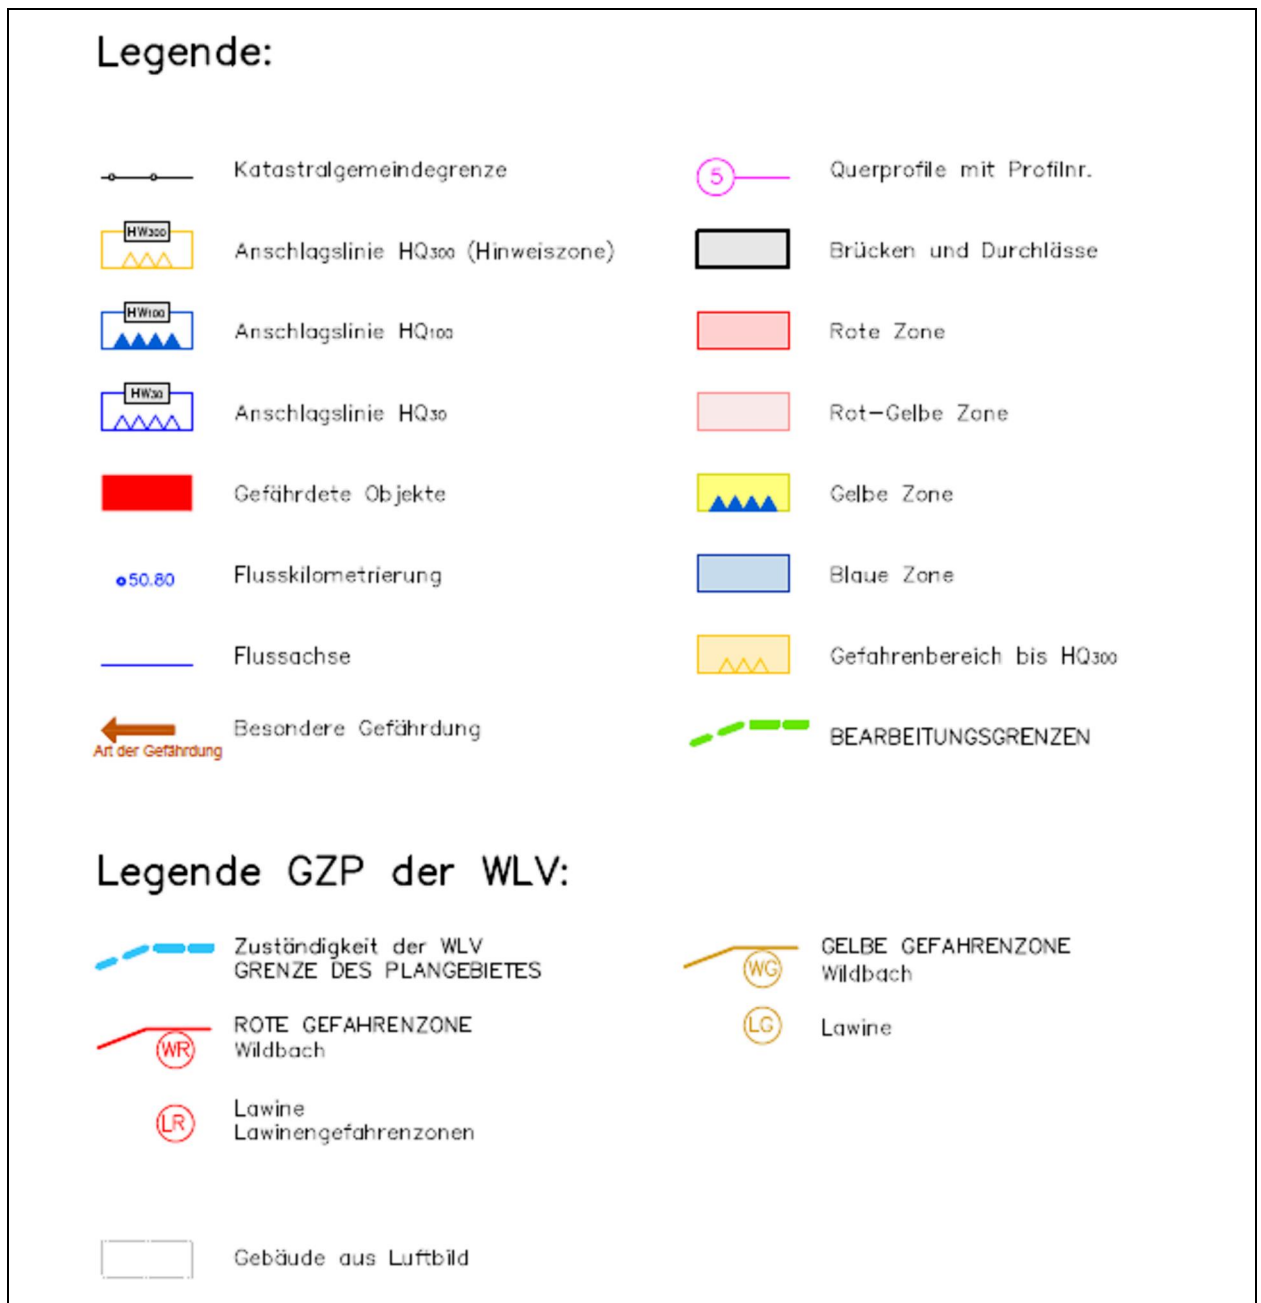 Legende:
Katastralgemeindegrenze
HW300
Anschlagslinie HQ300 (Hinweiszone)
HW100
Anschlagslinie HQ100
HW30
Anschlagslinie HQ30
Gefährdete Objekte
50.80
Flusskilometrierung
Flussachse
Besondere Gefährdung
Art der Gefährdung
5
Querprofile mit Profilnr.
Brücken und Durchlässe
Rote Zone
Rot-Gelbe Zone
Gelbe Zone
Blaue Zone
Gefahrenbereich bis HQ300
BEARBEITUNGSGRENZEN
Legende GZP der WLV:
Zuständigkeit der WLV
GRENZE DES PLANGEBIETES
ROTE GEFAHRENZONE
WR
Wildbach
LR
Lawine
Lawinengefahrenzonen
GELBE GEFAHRENZONE
WG
Wildbach
LG
Lawine
Gebäude aus Luftbild